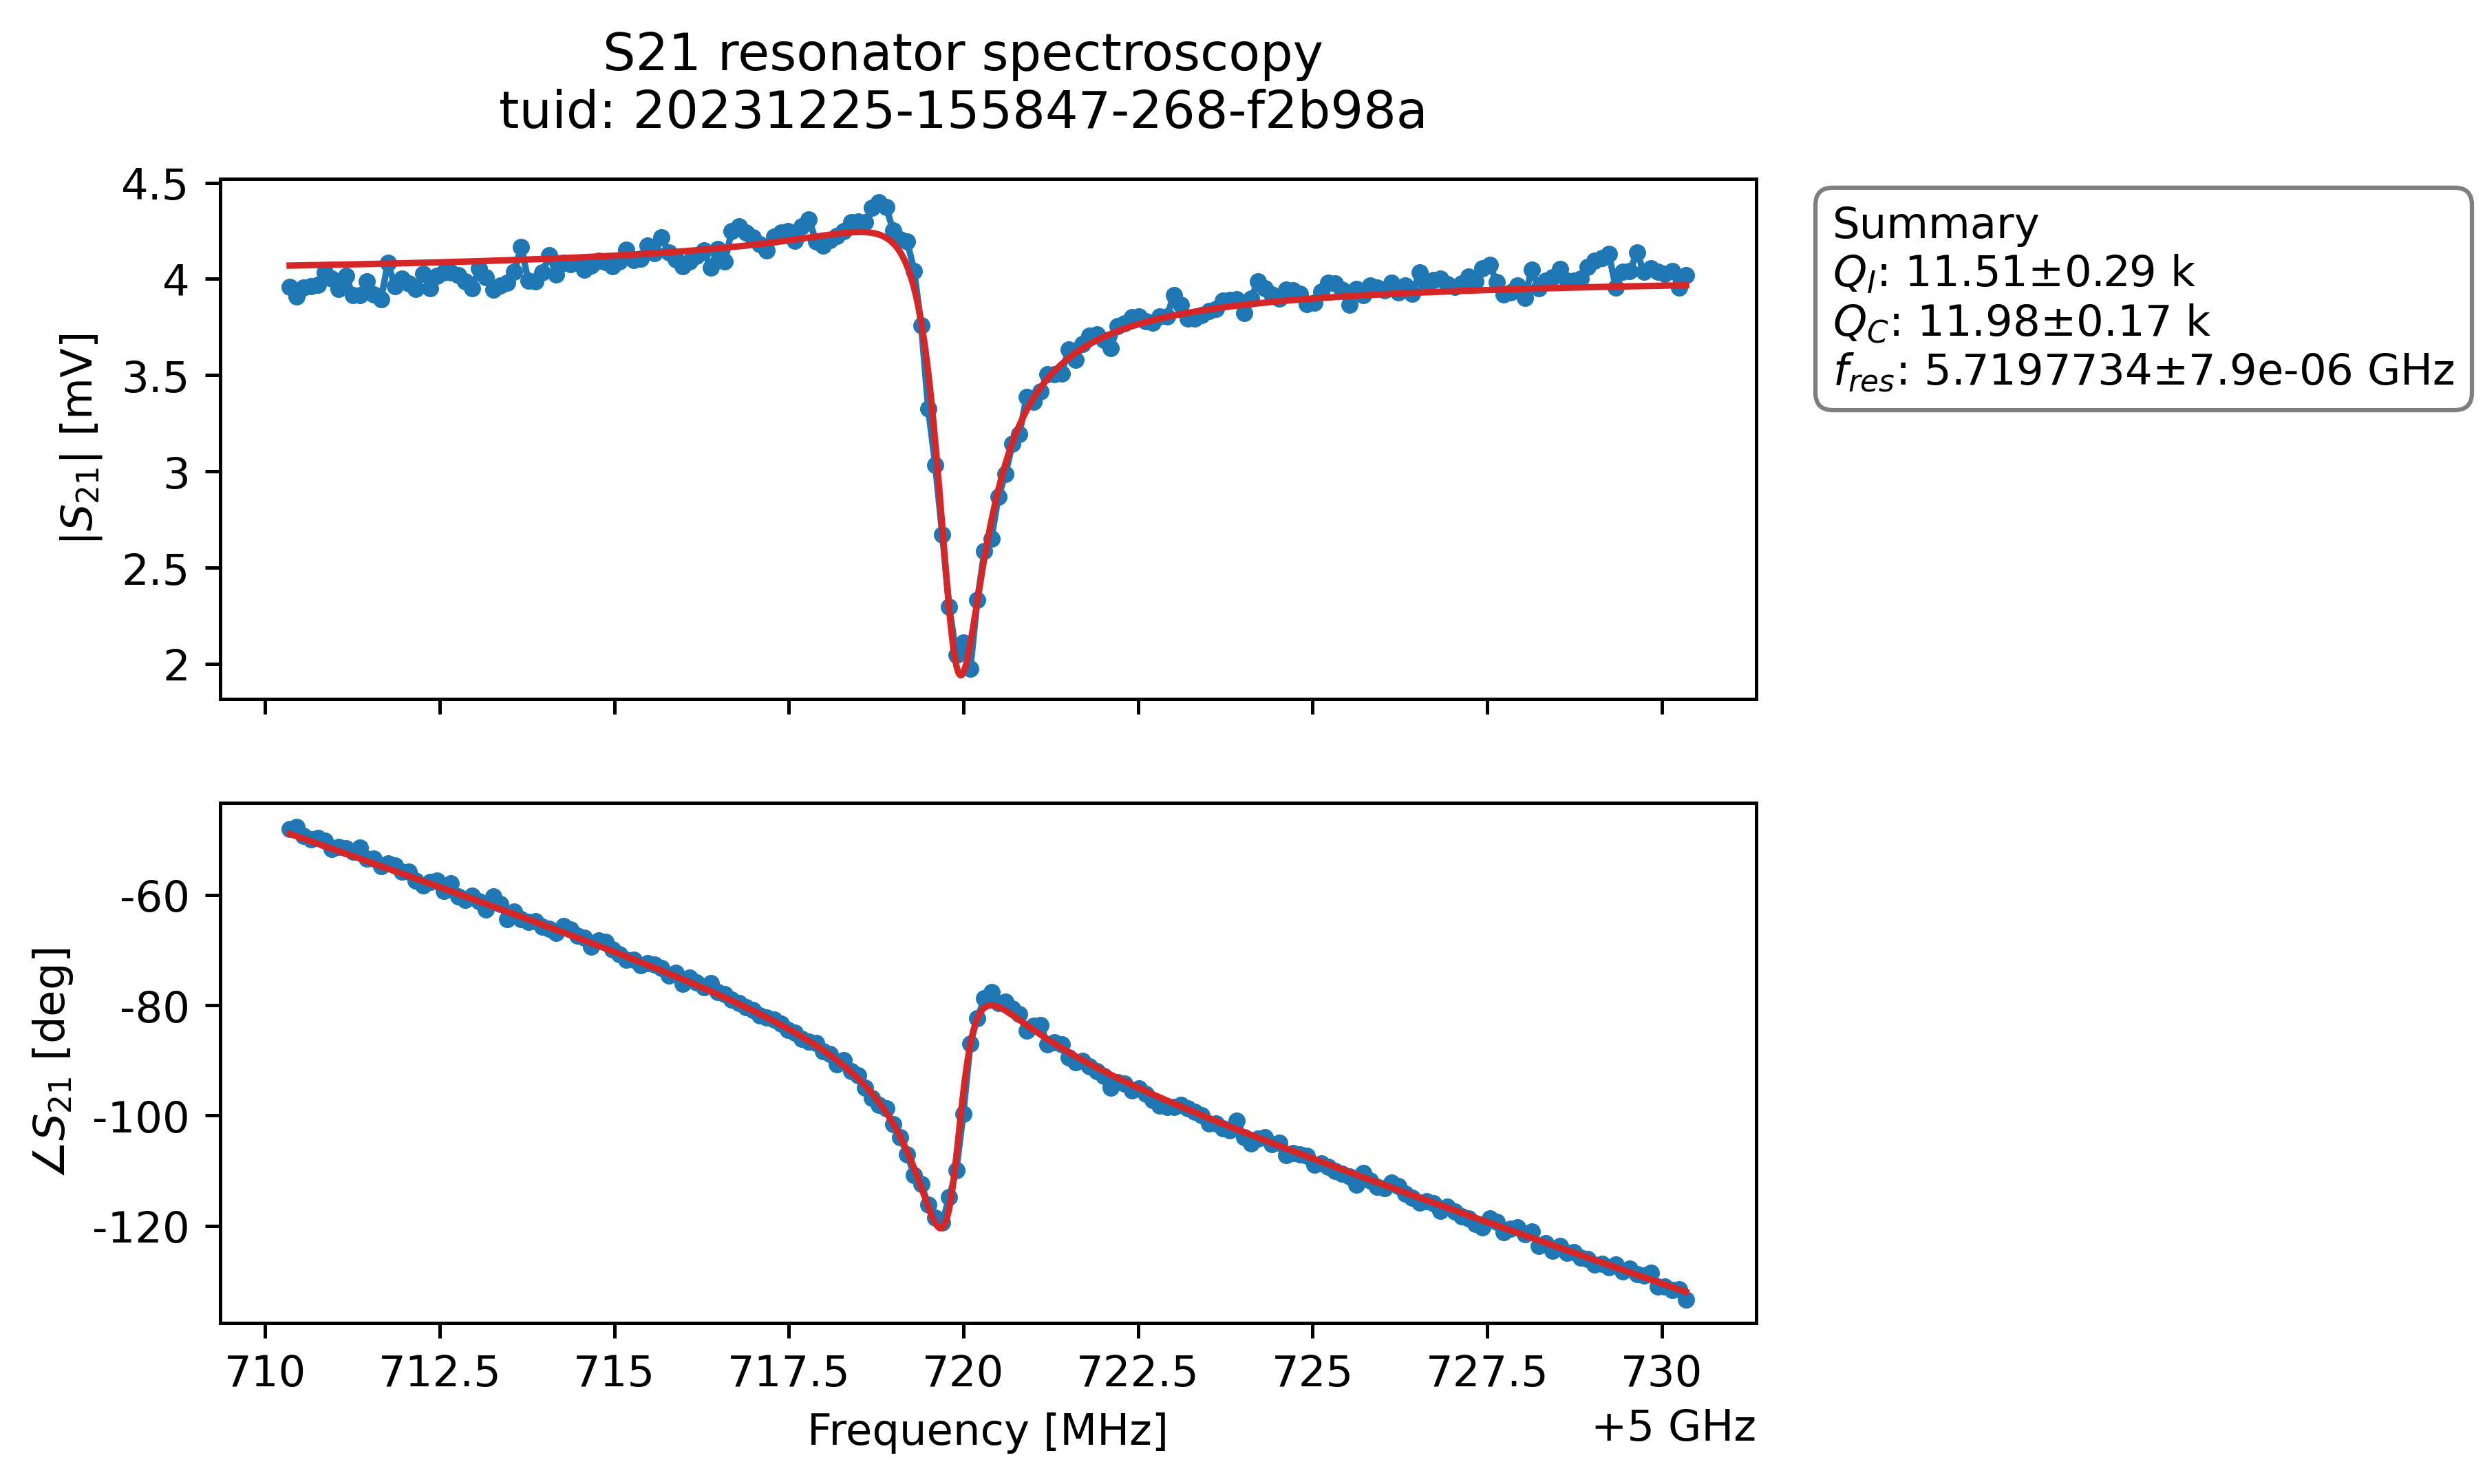 S21 resonator spectroscopy
tuid: 20231225-155847-268-f2b98a
4.5
4
3.5
3
2.5
2
|S21| [mV]
Summary
QI: 11.51±0.29 k
QC: 11.98±0.17 k
fres: 5.7197734±7.9e-06 GHz
-60
-80
-100
-120
∠S21 [deg]
710 712.5 715 717.5 720 722.5 725 727.5 730
Frequency [MHz]
+5 GHz